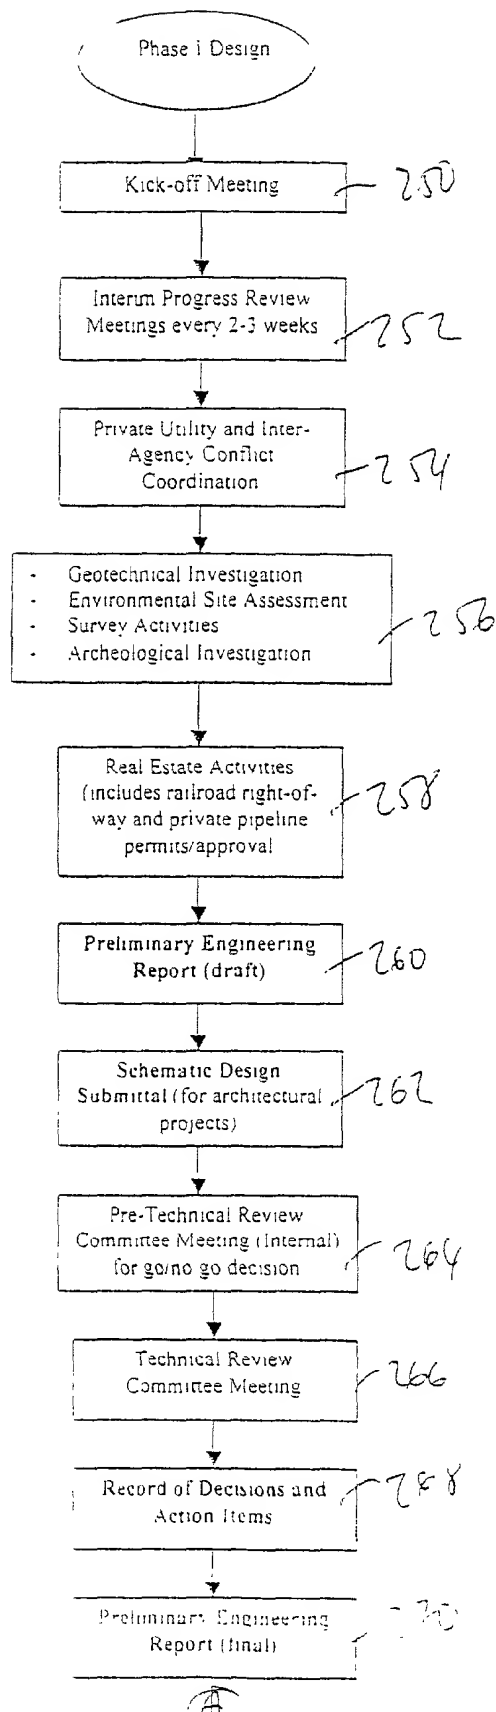 Phase i Design
Kick-off Meeting
250
Interim Progress Review
Meetings every 2-3 weeks
252
Private Utility and Inter-
Agency Conflict
Coordination
254
- Geotechnical Investigation
- Environmental Site Assessment
- Survey Activities
- Archeological Investigation
256
Real Estate Activities
(includes railroad right-of-
way and private pipeline
permits/approval
258
Preliminary Engineering
Report (draft)
260
Schematic Design
Submittal (for architectural
projects)
262
Pre-Technical Review
Committee Meeting (Internal)
for go/no go decision
264
Technical Review
Committee Meeting
266
Record of Decisions and
Action Items
268
Preliminary Engineering
Report (final)
A